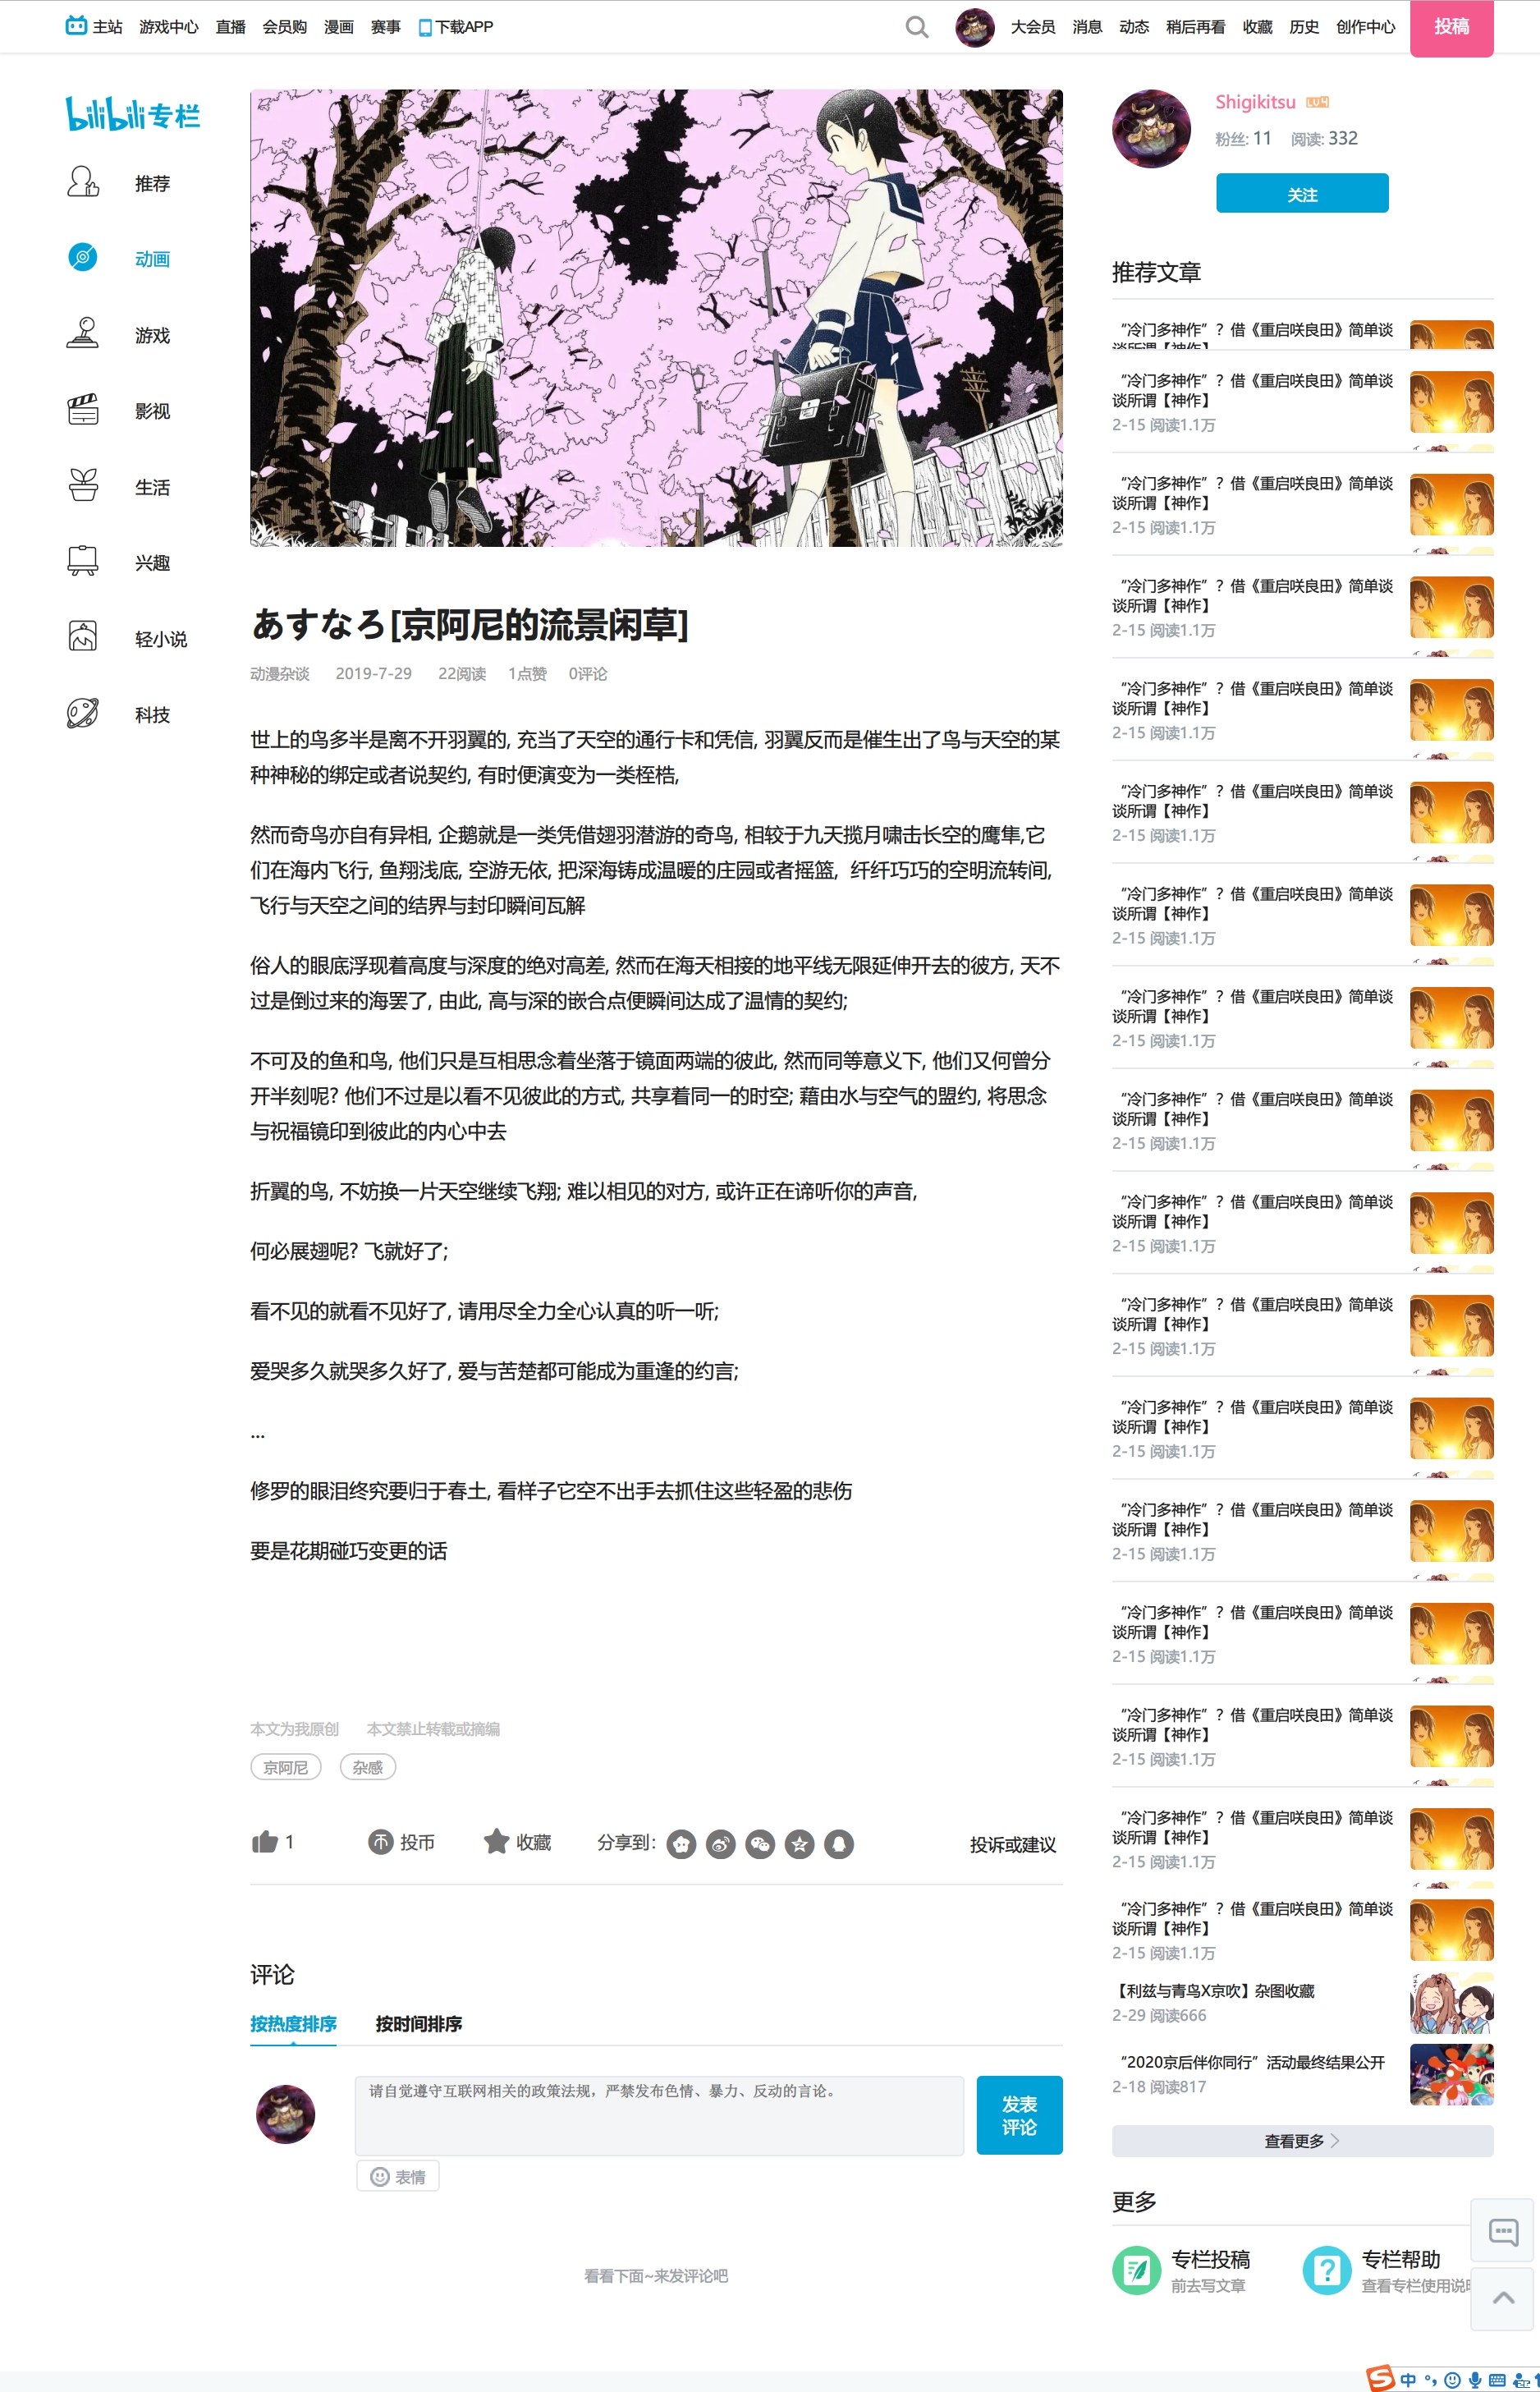 主站 游戏中心 直播 会员购 漫画 赛事 下载APP 大会员 消息 动态 稍后再看 收藏 历史 创作中心 投稿
bilibili专栏
推荐
动画
游戏
影视
生活
兴趣
轻小说
科技
あすなろ[京阿尼的流景闲草]
动漫杂谈 2019-7-29 22阅读 1点赞 0评论
世上的鸟多半是离不开羽翼的, 充当了天空的通行卡和凭信, 羽翼反而是催生出了鸟与天空的某
种神秘的绑定或者说契约, 有时便演变为一类桎梏,
然而奇鸟亦自有异相, 企鹅就是一类凭借翅羽潜游的奇鸟, 相较于九天揽月啸击长空的鹰隼,它
们在海内飞行, 鱼翔浅底, 空游无依, 把深海铸成温暖的庄园或者摇篮, 纤纤巧巧的空明流转间,
飞行与天空之间的结界与封印瞬间瓦解
俗人的眼底浮现着高度与深度的绝对高差, 然而在海天相接的地平线无限延伸开去的彼方, 天不
过是倒过来的海罢了, 由此, 高与深的嵌合点便瞬间达成了温情的契约;
不可及的鱼和鸟, 他们只是互相思念着坐落于镜面两端的彼此, 然而同等意义下, 他们又何曾分
开半刻呢? 他们不过是以看不见彼此的方式, 共享着同一的时空; 藉由水与空气的盟约, 将思念
与祝福镜印到彼此的内心中去
折翼的鸟, 不妨换一片天空继续飞翔; 难以相见的对方, 或许正在谛听你的声音,
何必展翅呢? 飞就好了;
看不见的就看不见好了, 请用尽全力全心认真的听一听;
爱哭多久就哭多久好了, 爱与苦楚都可能成为重逢的约言;
...
修罗的眼泪终究要归于春土, 看样子它空不出手去抓住这些轻盈的悲伤
要是花期碰巧变更的话
本文为我原创 本文禁止转载或摘编
京阿尼 杂感
1 投币 收藏 分享到: 投诉或建议
评论
按热度排序 按时间排序
请自觉遵守互联网相关的政策法规，严禁发布色情、暴力、反动的言论。
发表
评论
表情
看看下面~来发评论吧
Shigikitsu LV4
粉丝: 11 阅读: 332
关注
推荐文章
“冷门多神作”？借《重启咲良田》简单谈
谈所谓【神作】
“冷门多神作”？借《重启咲良田》简单谈
谈所谓【神作】
2-15 阅读1.1万
“冷门多神作”？借《重启咲良田》简单谈
谈所谓【神作】
2-15 阅读1.1万
“冷门多神作”？借《重启咲良田》简单谈
谈所谓【神作】
2-15 阅读1.1万
“冷门多神作”？借《重启咲良田》简单谈
谈所谓【神作】
2-15 阅读1.1万
“冷门多神作”？借《重启咲良田》简单谈
谈所谓【神作】
2-15 阅读1.1万
“冷门多神作”？借《重启咲良田》简单谈
谈所谓【神作】
2-15 阅读1.1万
“冷门多神作”？借《重启咲良田》简单谈
谈所谓【神作】
2-15 阅读1.1万
“冷门多神作”？借《重启咲良田》简单谈
谈所谓【神作】
2-15 阅读1.1万
“冷门多神作”？借《重启咲良田》简单谈
谈所谓【神作】
2-15 阅读1.1万
“冷门多神作”？借《重启咲良田》简单谈
谈所谓【神作】
2-15 阅读1.1万
“冷门多神作”？借《重启咲良田》简单谈
谈所谓【神作】
2-15 阅读1.1万
“冷门多神作”？借《重启咲良田》简单谈
谈所谓【神作】
2-15 阅读1.1万
“冷门多神作”？借《重启咲良田》简单谈
谈所谓【神作】
2-15 阅读1.1万
“冷门多神作”？借《重启咲良田》简单谈
谈所谓【神作】
2-15 阅读1.1万
“冷门多神作”？借《重启咲良田》简单谈
谈所谓【神作】
2-15 阅读1.1万
“冷门多神作”？借《重启咲良田》简单谈
谈所谓【神作】
2-15 阅读1.1万
【利兹与青鸟X京吹】杂图收藏
2-29 阅读666
“2020京后伴你同行”活动最终结果公开
2-18 阅读817
查看更多
更多
专栏投稿
前去写文章
专栏帮助
查看专栏使用说
中